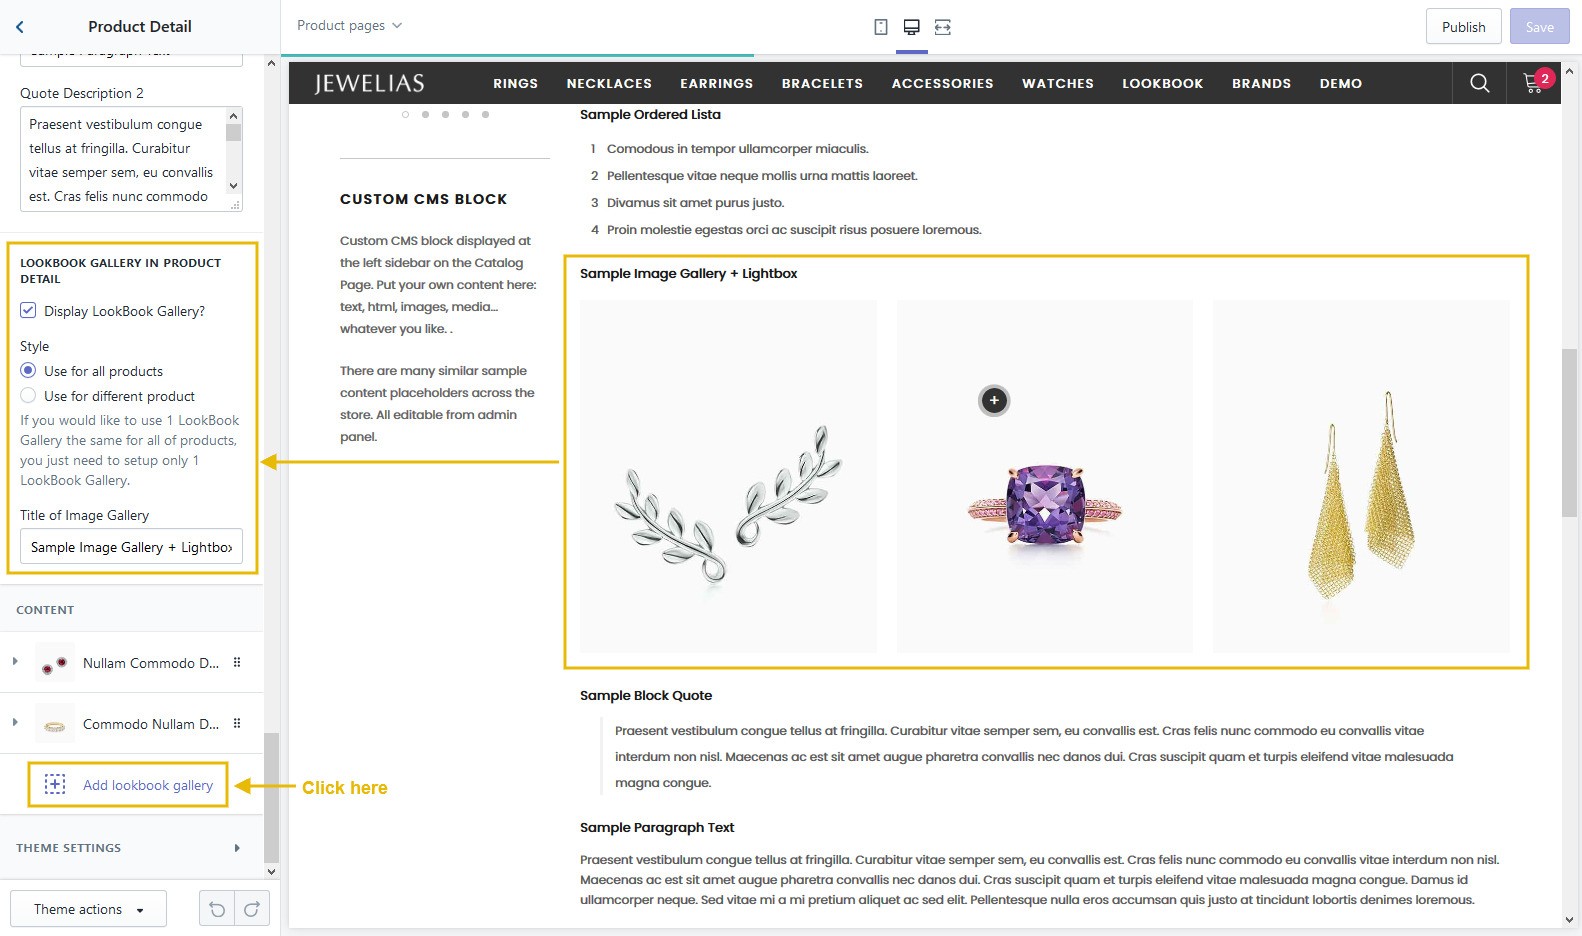 Product Detail
Product pages
Publish
Save
Quote Description 2
Praesent vestibulum congue
tellus at fringilla. Curabitur
vitae semper sem, eu convallis
est. Cras felis nunc commodo
LOOKBOOK GALLERY IN PRODUCT
DETAIL
Display LookBook Gallery?
Style
Use for all products
Use for different product
If you would like to use 1 LookBook
Gallery the same for all of products,
you just need to setup only 1
LookBook Gallery.
Title of Image Gallery
Sample Image Gallery + Lightbox
CONTENT
Nullam Commodo D...
Commodo Nullam D...
Add lookbook gallery
Click here
THEME SETTINGS
Theme actions
JEWELIAS
RINGS NECKLACES EARRINGS BRACELETS ACCESSORIES WATCHES LOOKBOOK BRANDS DEMO
2
CUSTOM CMS BLOCK
Custom CMS block displayed at
the left sidebar on the Catalog
Page. Put your own content here:
text, html, images, media...
whatever you like. .
There are many similar sample
content placeholders across the
store. All editable from admin
panel.
Sample Ordered Lista
1 Comodous in tempor ullamcorper miaculis.
2 Pellentesque vitae neque mollis urna mattis laoreet.
3 Divamus sit amet purus justo.
4 Proin molestie egestas orci ac suscipit risus posuere loremous.
Sample Image Gallery + Lightbox
Sample Block Quote
Praesent vestibulum congue tellus at fringilla. Curabitur vitae semper sem, eu convallis est. Cras felis nunc commodo eu convallis vitae
interdum non nisl. Maecenas ac est sit amet augue pharetra convallis nec danos dui. Cras suscipit quam et turpis eleifend vitae malesuada
magna congue.
Sample Paragraph Text
Praesent vestibulum congue tellus at fringilla. Curabitur vitae semper sem, eu convallis est. Cras felis nunc commodo eu convallis vitae interdum non nisl.
Maecenas ac est sit amet augue pharetra convallis nec danos dui. Cras suscipit quam et turpis eleifend vitae malesuada magna congue. Damus id
ullamcorper neque. Sed vitae mi a mi pretium aliquet ac sed elit. Pellentesque nulla eros accumsan quis justo at tincidunt lobortis denimes loremous.